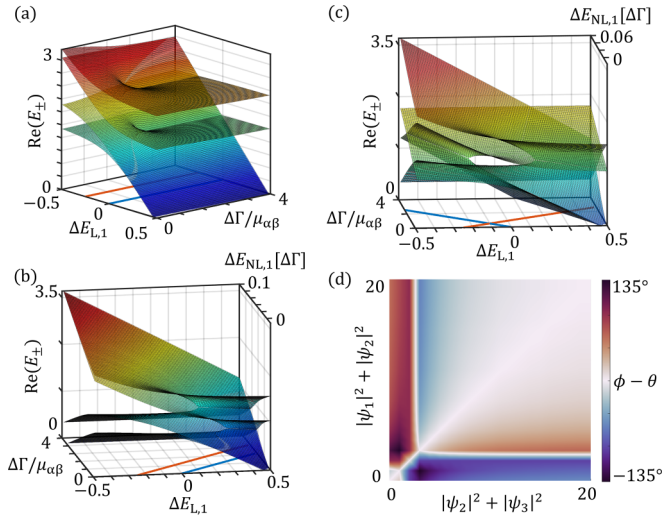 (a)
3
Re(E±)
0
−0.5
0
ΔE_L,1
0.5
0
ΔΓ/μ_αβ
4
(c)
ΔE_NL,1[ΔΓ]
0.06
0
3.5
Re(E±)
0
4
ΔΓ/μ_αβ
0
−0.5
0
ΔE_L,1
0.5
(b)
ΔE_NL,1[ΔΓ]
0.1
0
3.5
Re(E±)
0
4
ΔΓ/μ_αβ
0
−0.5
0
ΔE_L,1
0.5
(d)
20
|ψ₁|² + |ψ₂|²
0
0
|ψ₂|² + |ψ₃|²
20
135°
ϕ − θ
−135°